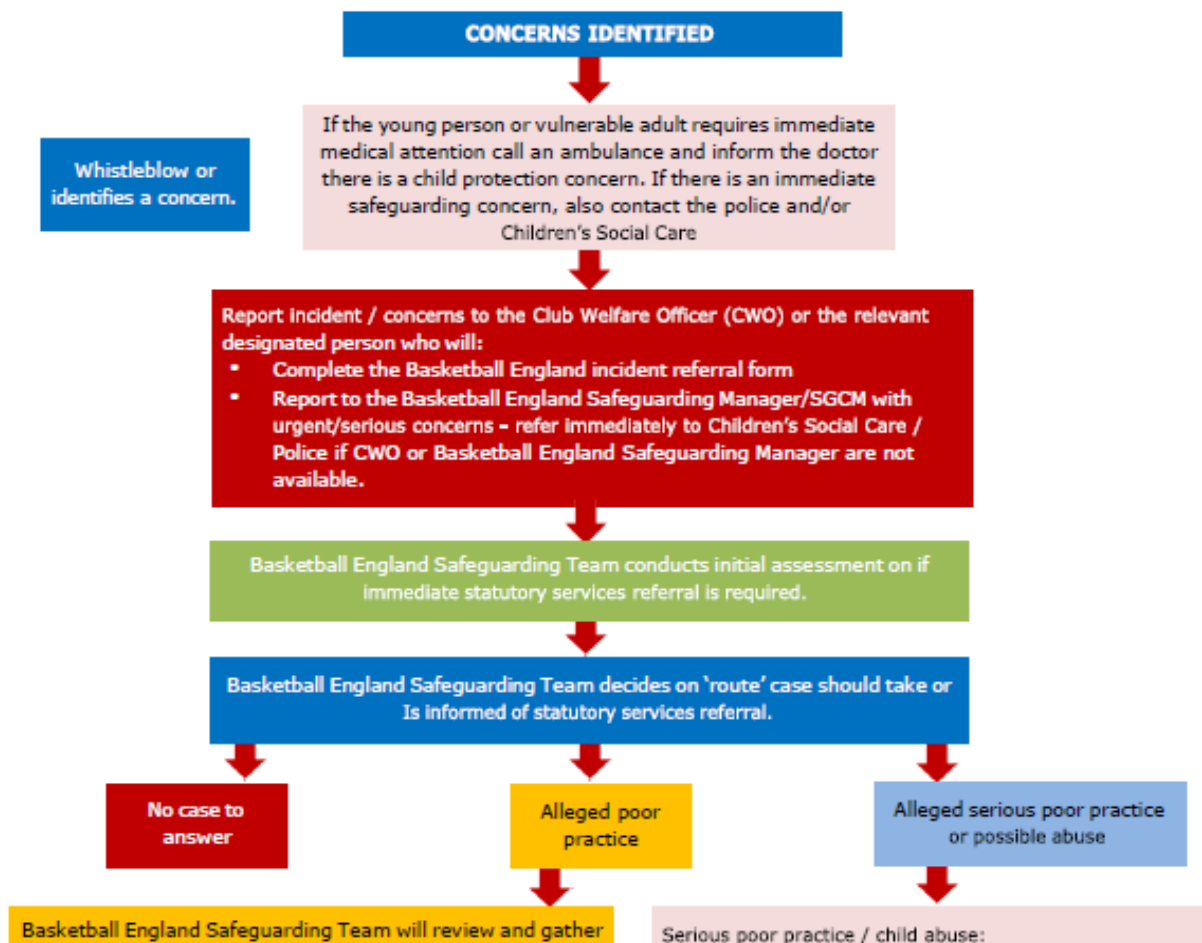 CONCERNS IDENTIFIED
If the young person or vulnerable adult requires immediate
medical attention call an ambulance and inform the doctor
there is a child protection concern. If there is an immediate
safeguarding concern, also contact the police and/or
Children's Social Care
Whistleblow or
identifies a concern.
Report incident / concerns to the Club Welfare Officer (CWO) or the relevant
designated person who will:
• Complete the Basketball England incident referral form
• Report to the Basketball England Safeguarding Manager/SGCM with
urgent/serious concerns – refer immediately to Children's Social Care /
Police if CWO or Basketball England Safeguarding Manager are not
available.
Basketball England Safeguarding Team conducts initial assessment on if
immediate statutory services referral is required.
Basketball England Safeguarding Team decides on 'route' case should take or
Is informed of statutory services referral.
No case to
answer
Alleged poor
practice
Alleged serious poor practice
or possible abuse
Basketball England Safeguarding Team will review and gather
Serious poor practice / child abuse: